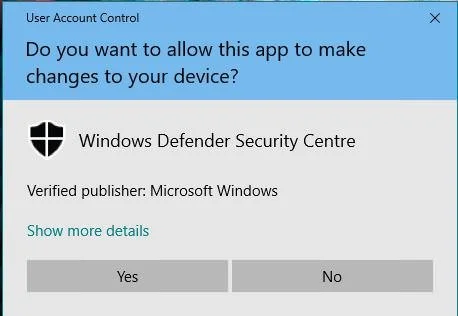 User Account Control
Do you want to allow this app to make
changes to your device?
Windows Defender Security Centre
Verified publisher: Microsoft Windows
Show more details
Yes
No